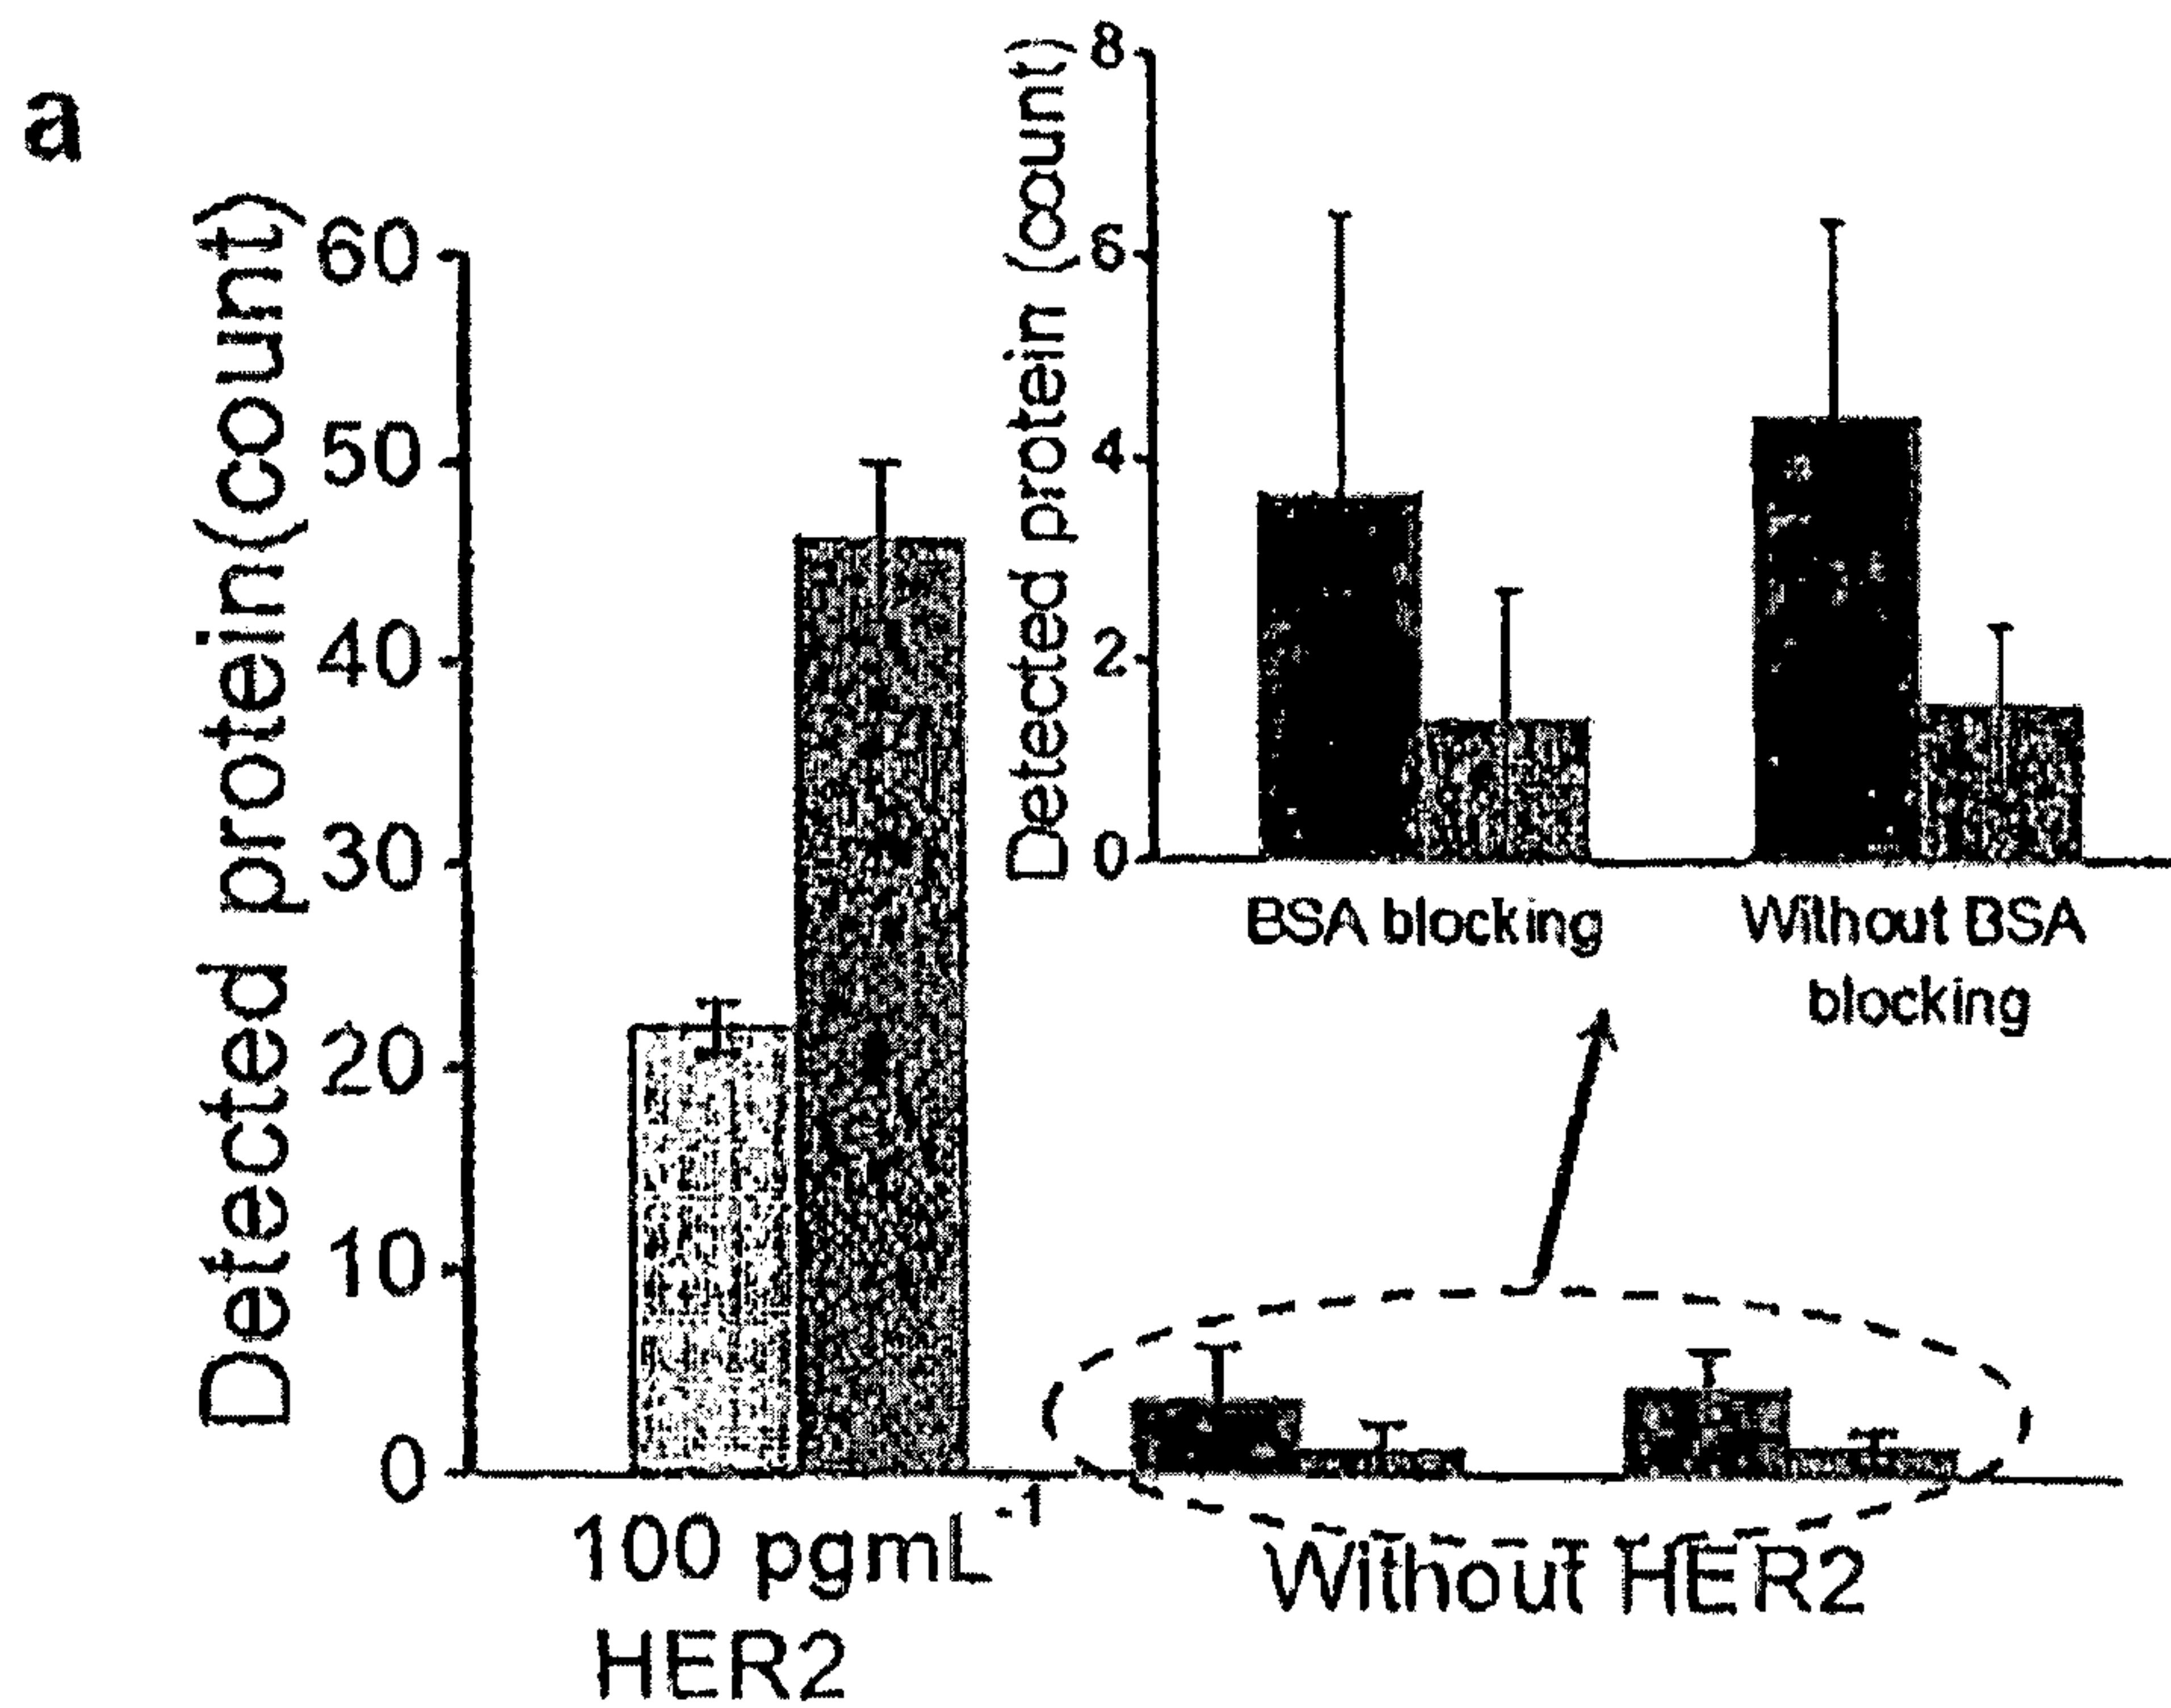 a
Detected protein(count)
60
50
40
30
20
10
0
100 pgmL-1
HER2
Without HER2
Detected protein (count)
8
6
4
2
0
BSA blocking
Without BSA
blocking